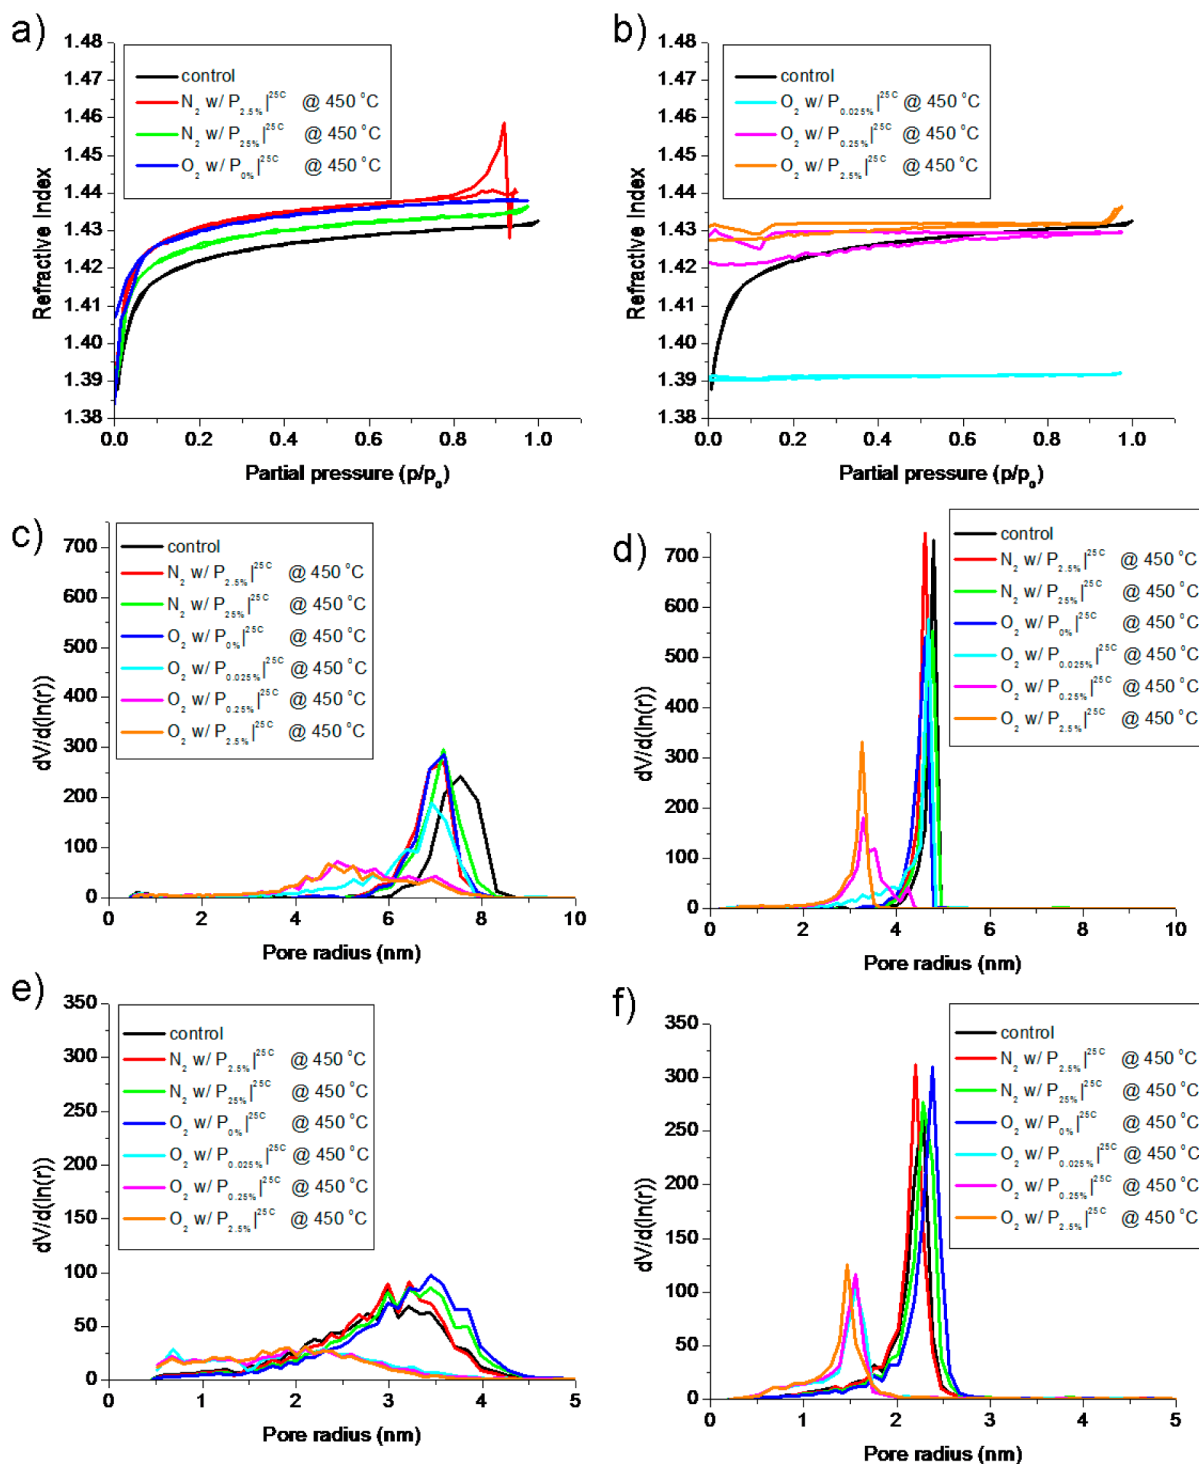 a)
1.48
1.47
1.46
1.45
1.44
1.43
1.42
1.41
1.40
1.39
1.38
Refractive Index
control
N2 w/ P2.5%|25C @ 450 °C
N2 w/ P25%|25C @ 450 °C
O2 w/ P0%|25C @ 450 °C
0.0 0.2 0.4 0.6 0.8 1.0
Partial pressure (p/p0)
b)
1.48
1.47
1.46
1.45
1.44
1.43
1.42
1.41
1.40
1.39
1.38
Refractive Index
control
O2 w/ P0.025%|25C @ 450 °C
O2 w/ P0.25%|25C @ 450 °C
O2 w/ P2.5%|25C @ 450 °C
0.0 0.2 0.4 0.6 0.8 1.0
Partial pressure (p/p0)
c)
700
600
500
400
300
200
100
0
dV/d(ln(r))
control
N2 w/ P2.5%|25C @ 450 °C
N2 w/ P25%|25C @ 450 °C
O2 w/ P0%|25C @ 450 °C
O2 w/ P0.025%|25C @ 450 °C
O2 w/ P0.25%|25C @ 450 °C
O2 w/ P2.5%|25C @ 450 °C
0 2 4 6 8 10
Pore radius (nm)
d)
700
600
500
400
300
200
100
0
dV/d(ln(r))
control
N2 w/ P2.5%|25C @ 450 °C
N2 w/ P25%|25C @ 450 °C
O2 w/ P0%|25C @ 450 °C
O2 w/ P0.025%|25C @ 450 °C
O2 w/ P0.25%|25C @ 450 °C
O2 w/ P2.5%|25C @ 450 °C
0 2 4 6 8 10
Pore radius (nm)
e)
350
300
250
200
150
100
50
0
dV/d(ln(r))
control
N2 w/ P2.5%|25C @ 450 °C
N2 w/ P25%|25C @ 450 °C
O2 w/ P0%|25C @ 450 °C
O2 w/ P0.025%|25C @ 450 °C
O2 w/ P0.25%|25C @ 450 °C
O2 w/ P2.5%|25C @ 450 °C
0 1 2 3 4 5
Pore radius (nm)
f)
350
300
250
200
150
100
50
0
dV/d(ln(r))
control
N2 w/ P2.5%|25C @ 450 °C
N2 w/ P25%|25C @ 450 °C
O2 w/ P0%|25C @ 450 °C
O2 w/ P0.025%|25C @ 450 °C
O2 w/ P0.25%|25C @ 450 °C
O2 w/ P2.5%|25C @ 450 °C
0 1 2 3 4 5
Pore radius (nm)